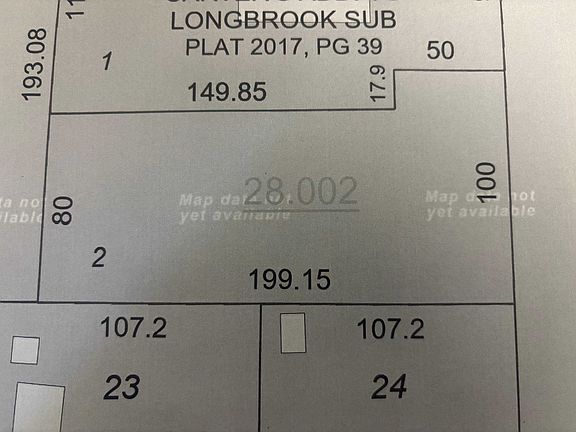 LONGBROOK SUB
PLAT 2017, PG 39
193.08
11
1
149.85
17.9
50
28.002
Map data not
yet available
Map data not
yet available
80
100
2
199.15
107.2
107.2
23
24